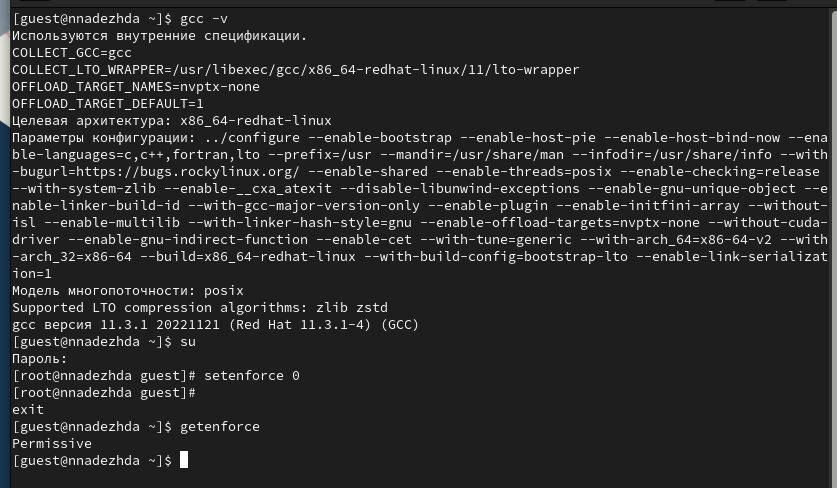 [guest@nnadezhda ~]$ gcc -v
Используются внутренние спецификации.
COLLECT_GCC=gcc
COLLECT_LTO_WRAPPER=/usr/libexec/gcc/x86_64-redhat-linux/11/lto-wrapper
OFFLOAD_TARGET_NAMES=nvptx-none
OFFLOAD_TARGET_DEFAULT=1
Целевая архитектура: x86_64-redhat-linux
Параметры конфигурации: ../configure --enable-bootstrap --enable-host-pie --enable-host-bind-now --ena
ble-languages=c,c++,fortran,lto --prefix=/usr --mandir=/usr/share/man --infodir=/usr/share/info --with
-bugurl=https://bugs.rockylinux.org/ --enable-shared --enable-threads=posix --enable-checking=release
--with-system-zlib --enable-__cxa_atexit --disable-libunwind-exceptions --enable-gnu-unique-object --e
nable-linker-build-id --with-gcc-major-version-only --enable-plugin --enable-initfini-array --without-
isl --enable-multilib --with-linker-hash-style=gnu --enable-offload-targets=nvptx-none --without-cuda-
driver --enable-gnu-indirect-function --enable-cet --with-tune=generic --with-arch_64=x86-64-v2 --with
-arch_32=x86-64 --build=x86_64-redhat-linux --with-build-config=bootstrap-lto --enable-link-serializat
ion=1
Модель многопоточности: posix
Supported LTO compression algorithms: zlib zstd
gcc версия 11.3.1 20221121 (Red Hat 11.3.1-4) (GCC)
[guest@nnadezhda ~]$ su
Пароль:
[root@nnadezhda guest]# setenforce 0
[root@nnadezhda guest]#
exit
[guest@nnadezhda ~]$ getenforce
Permissive
[guest@nnadezhda ~]$